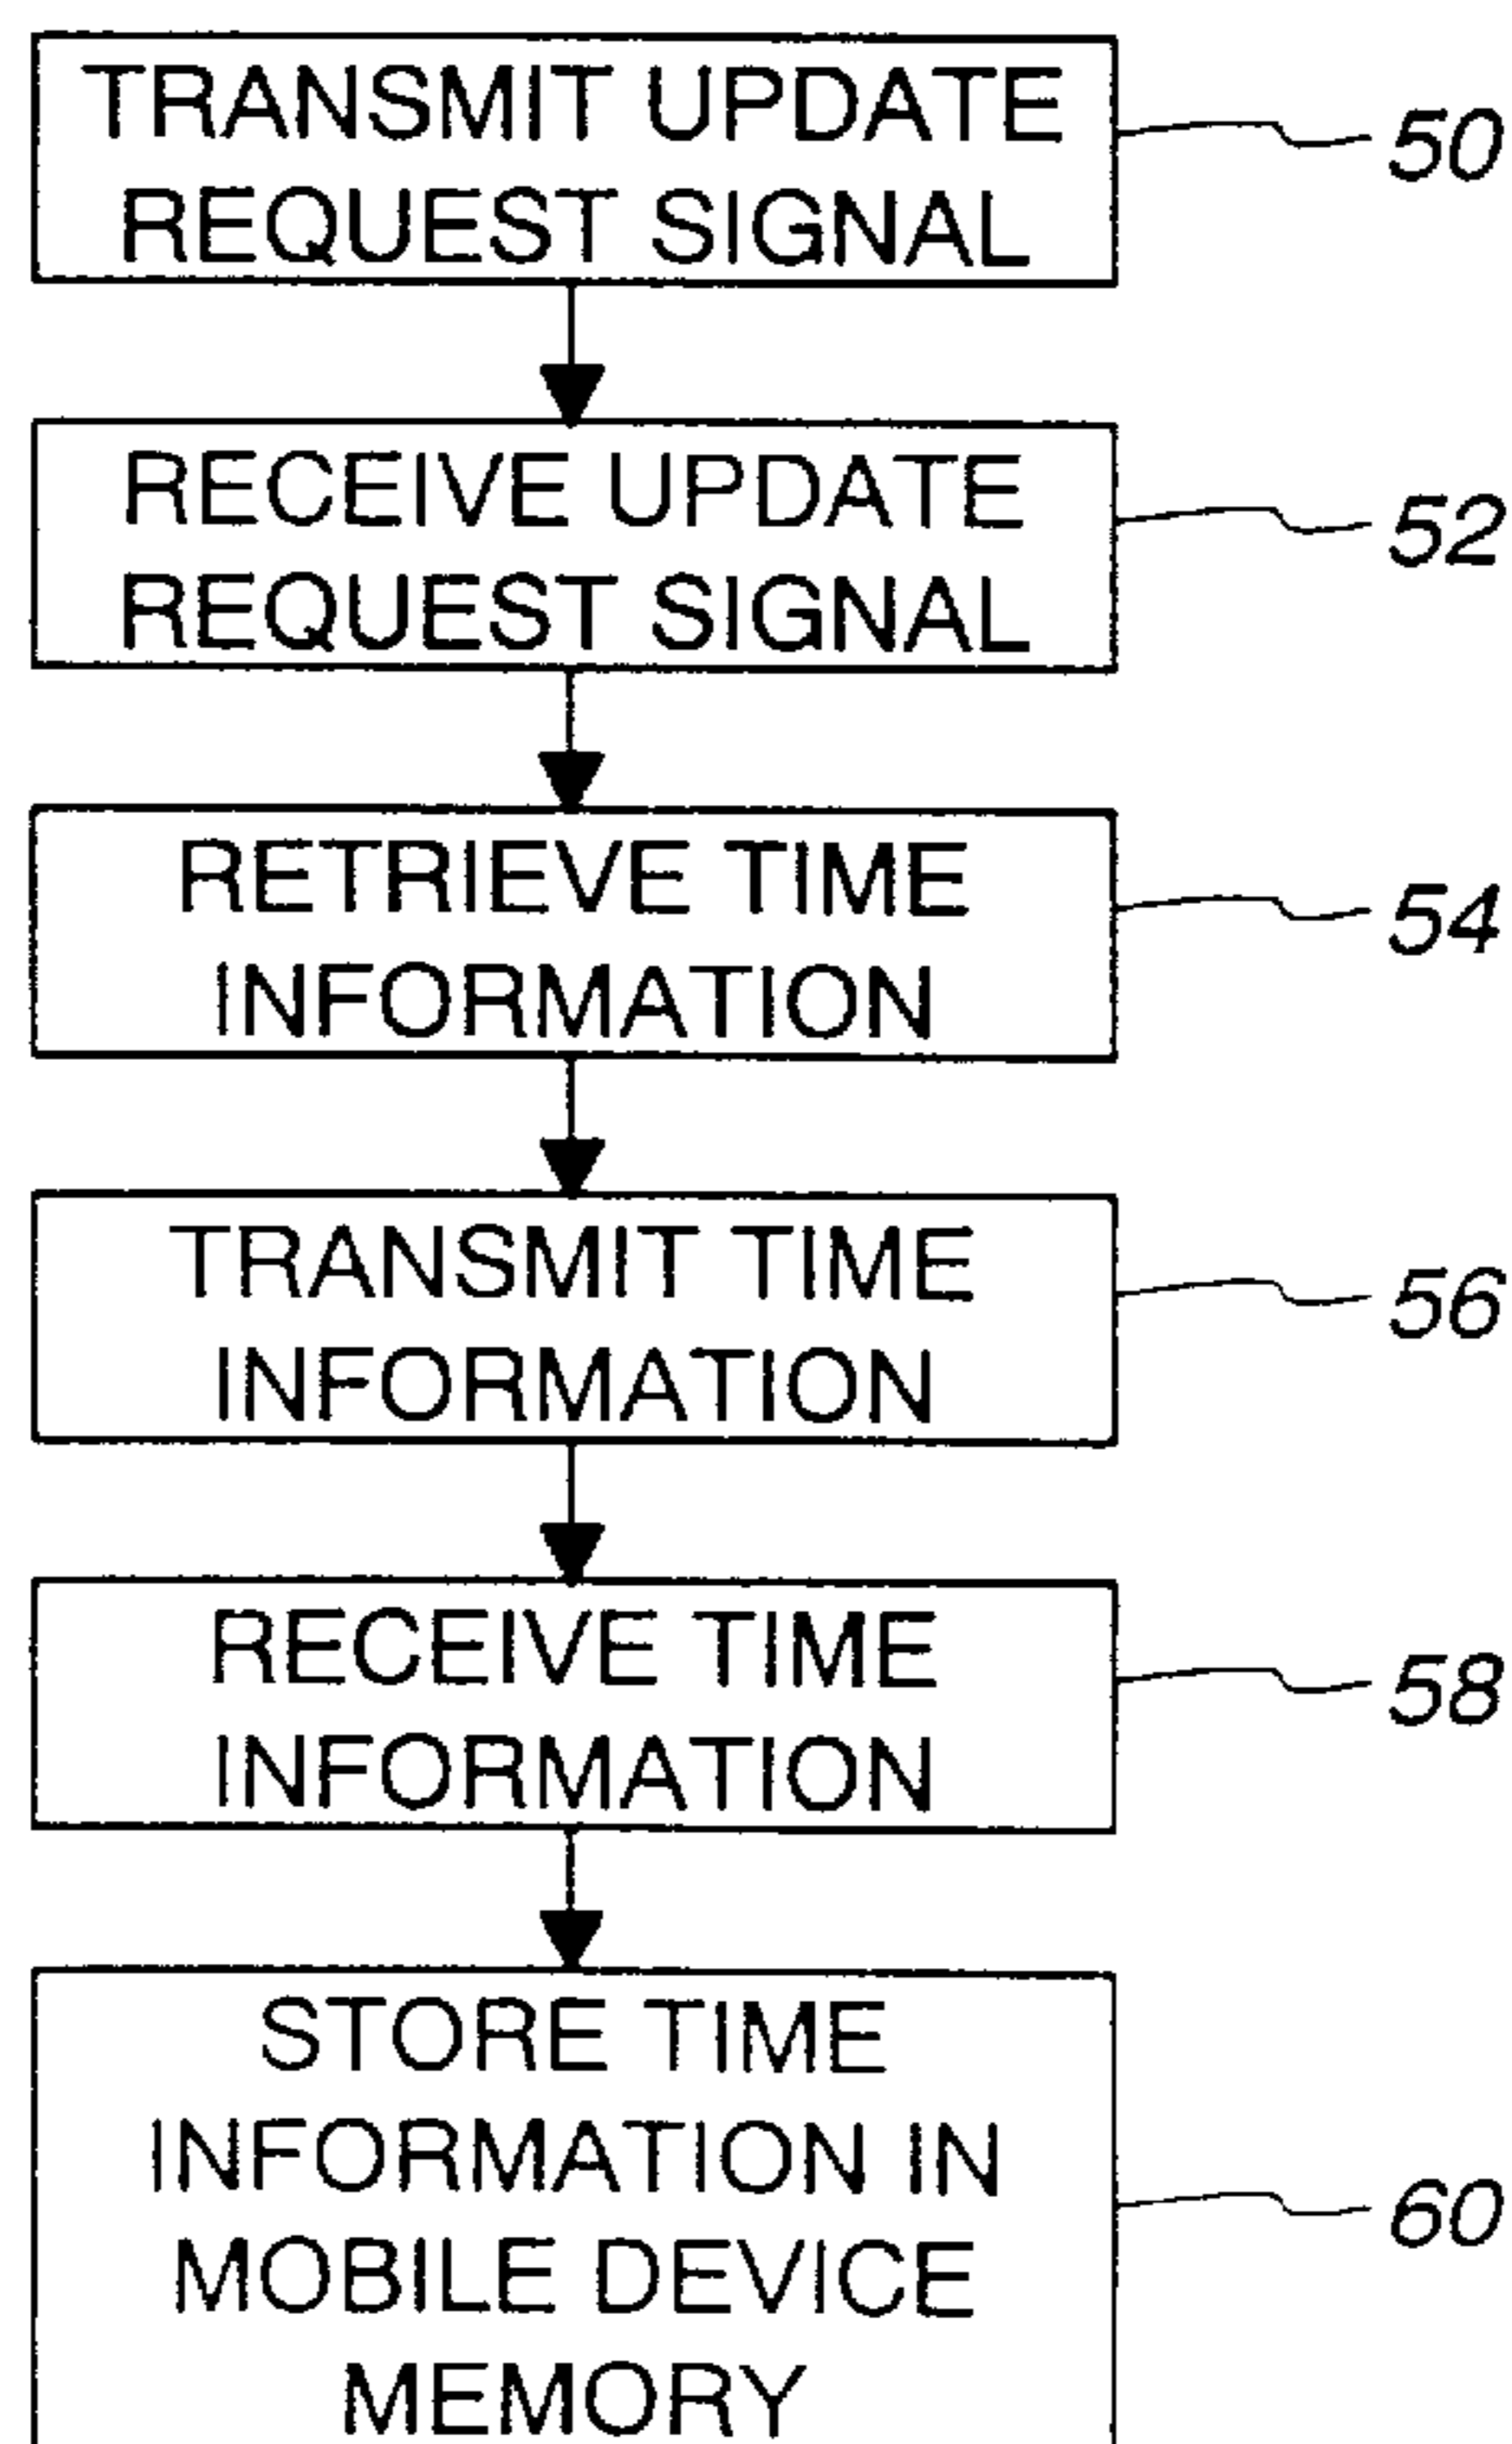 TRANSMIT UPDATE
REQUEST SIGNAL
50
RECEIVE UPDATE
REQUEST SIGNAL
52
RETRIEVE TIME
INFORMATION
54
TRANSMIT TIME
INFORMATION
56
RECEIVE TIME
INFORMATION
58
STORE TIME
INFORMATION IN
MOBILE DEVICE
MEMORY
60